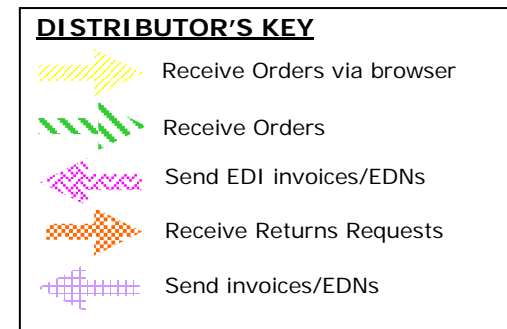 DISTRIBUTOR'S KEY
Receive Orders via browser
Receive Orders
Send EDI invoices/EDNs
Receive Returns Requests
Send invoices/EDNs